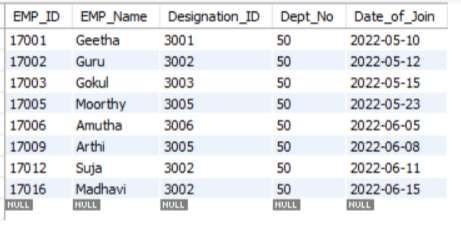 EMP_ID EMP_Name Designation_ID Dept_No Date_of_Join
17001 Geetha 3001 50 2022-05-10
17002 Guru 3002 50 2022-05-12
17003 Gokul 3003 50 2022-05-15
17005 Moorthy 3005 50 2022-05-23
17006 Amutha 3006 50 2022-06-05
17009 Arthi 3005 50 2022-06-08
17012 Suja 3002 50 2022-06-11
17016 Madhavi 3002 50 2022-06-15
NULL NULL NULL NULL NULL